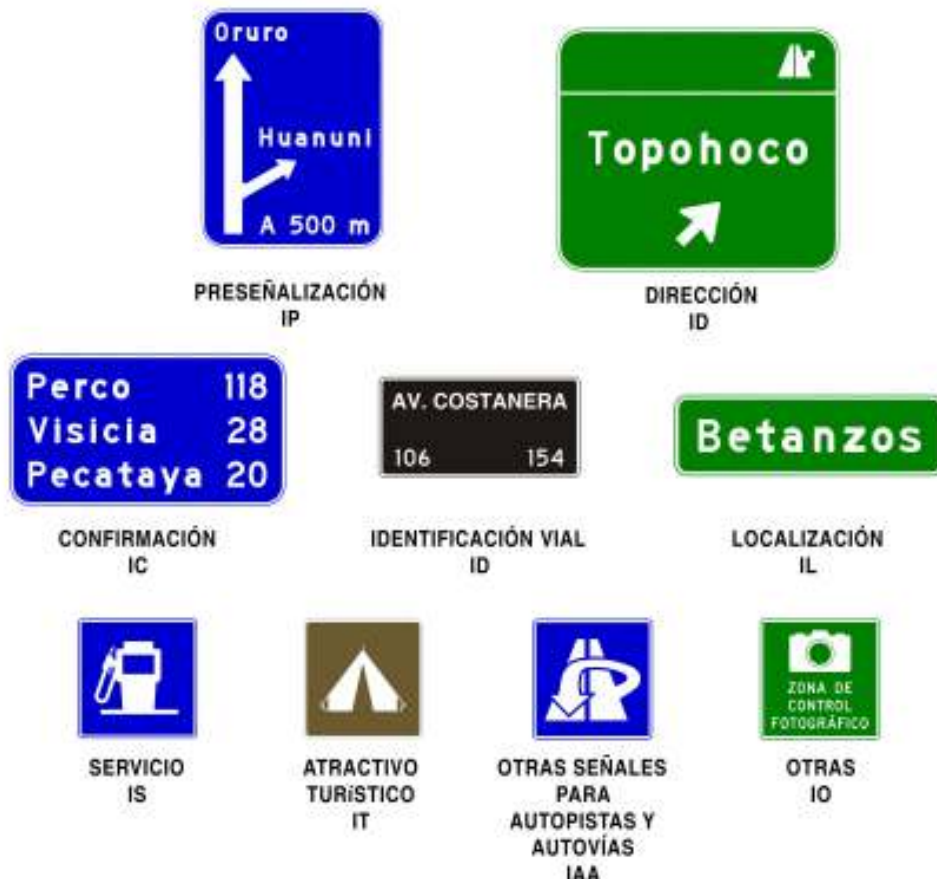 Oruro
Huanuni
A 500 m
PRESEÑALIZACIÓN
IP
Topohoco
DIRECCIÓN
ID
Perco 118
Visicia 28
Pecataya 20
CONFIRMACIÓN
IC
AV. COSTANERA
106 154
IDENTIFICACIÓN VIAL
ID
Betanzos
LOCALIZACIÓN
IL
SERVICIO
IS
ATRACTIVO
TURíSTICO
IT
OTRAS SEÑALES
PARA
AUTOPISTAS Y
AUTOVÍAS
IAA
ZONA DE
CONTROL
FOTOGRÁFICO
OTRAS
IO